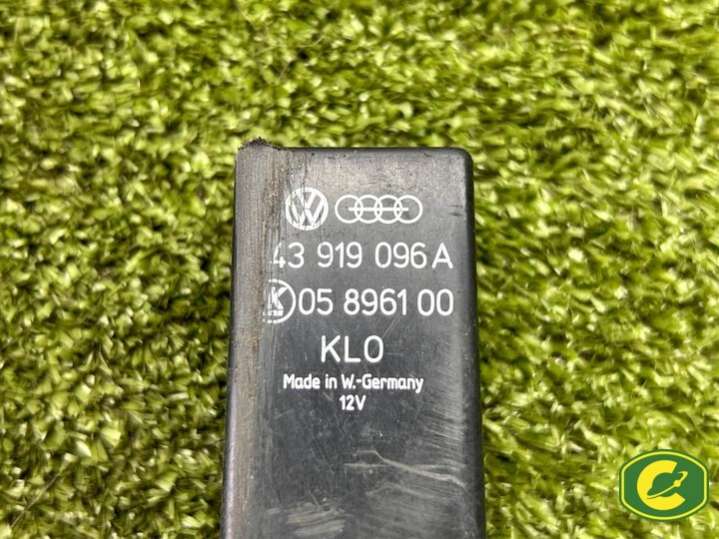 43 919 096 A
K 05 8961 00
KLO
Made in W.-Germany
12V
C